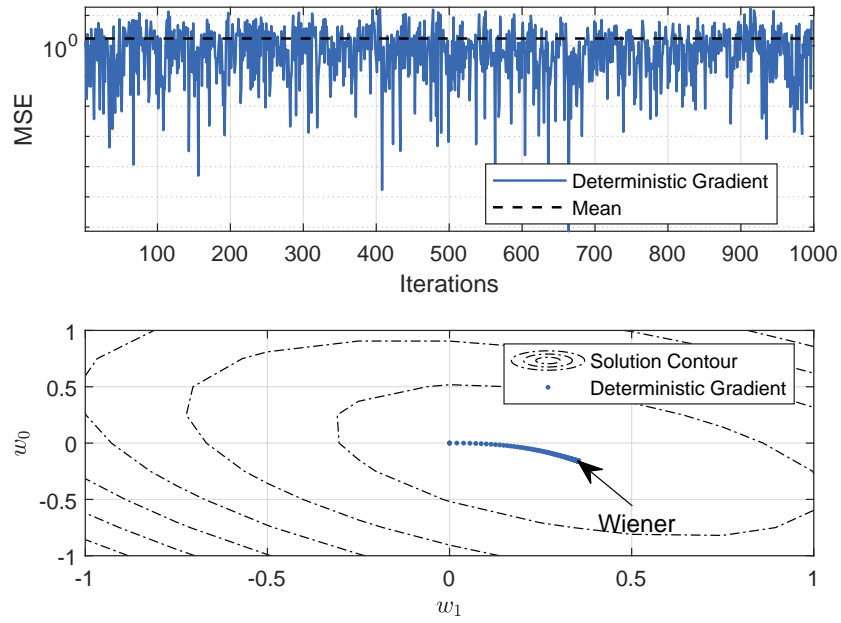 10^0
MSE
Deterministic Gradient
Mean
100 200 300 400 500 600 700 800 900 1000
Iterations
1
0.5
0
-0.5
-1
w_0
Solution Contour
Deterministic Gradient
Wiener
-1 -0.5 0 0.5 1
w_1